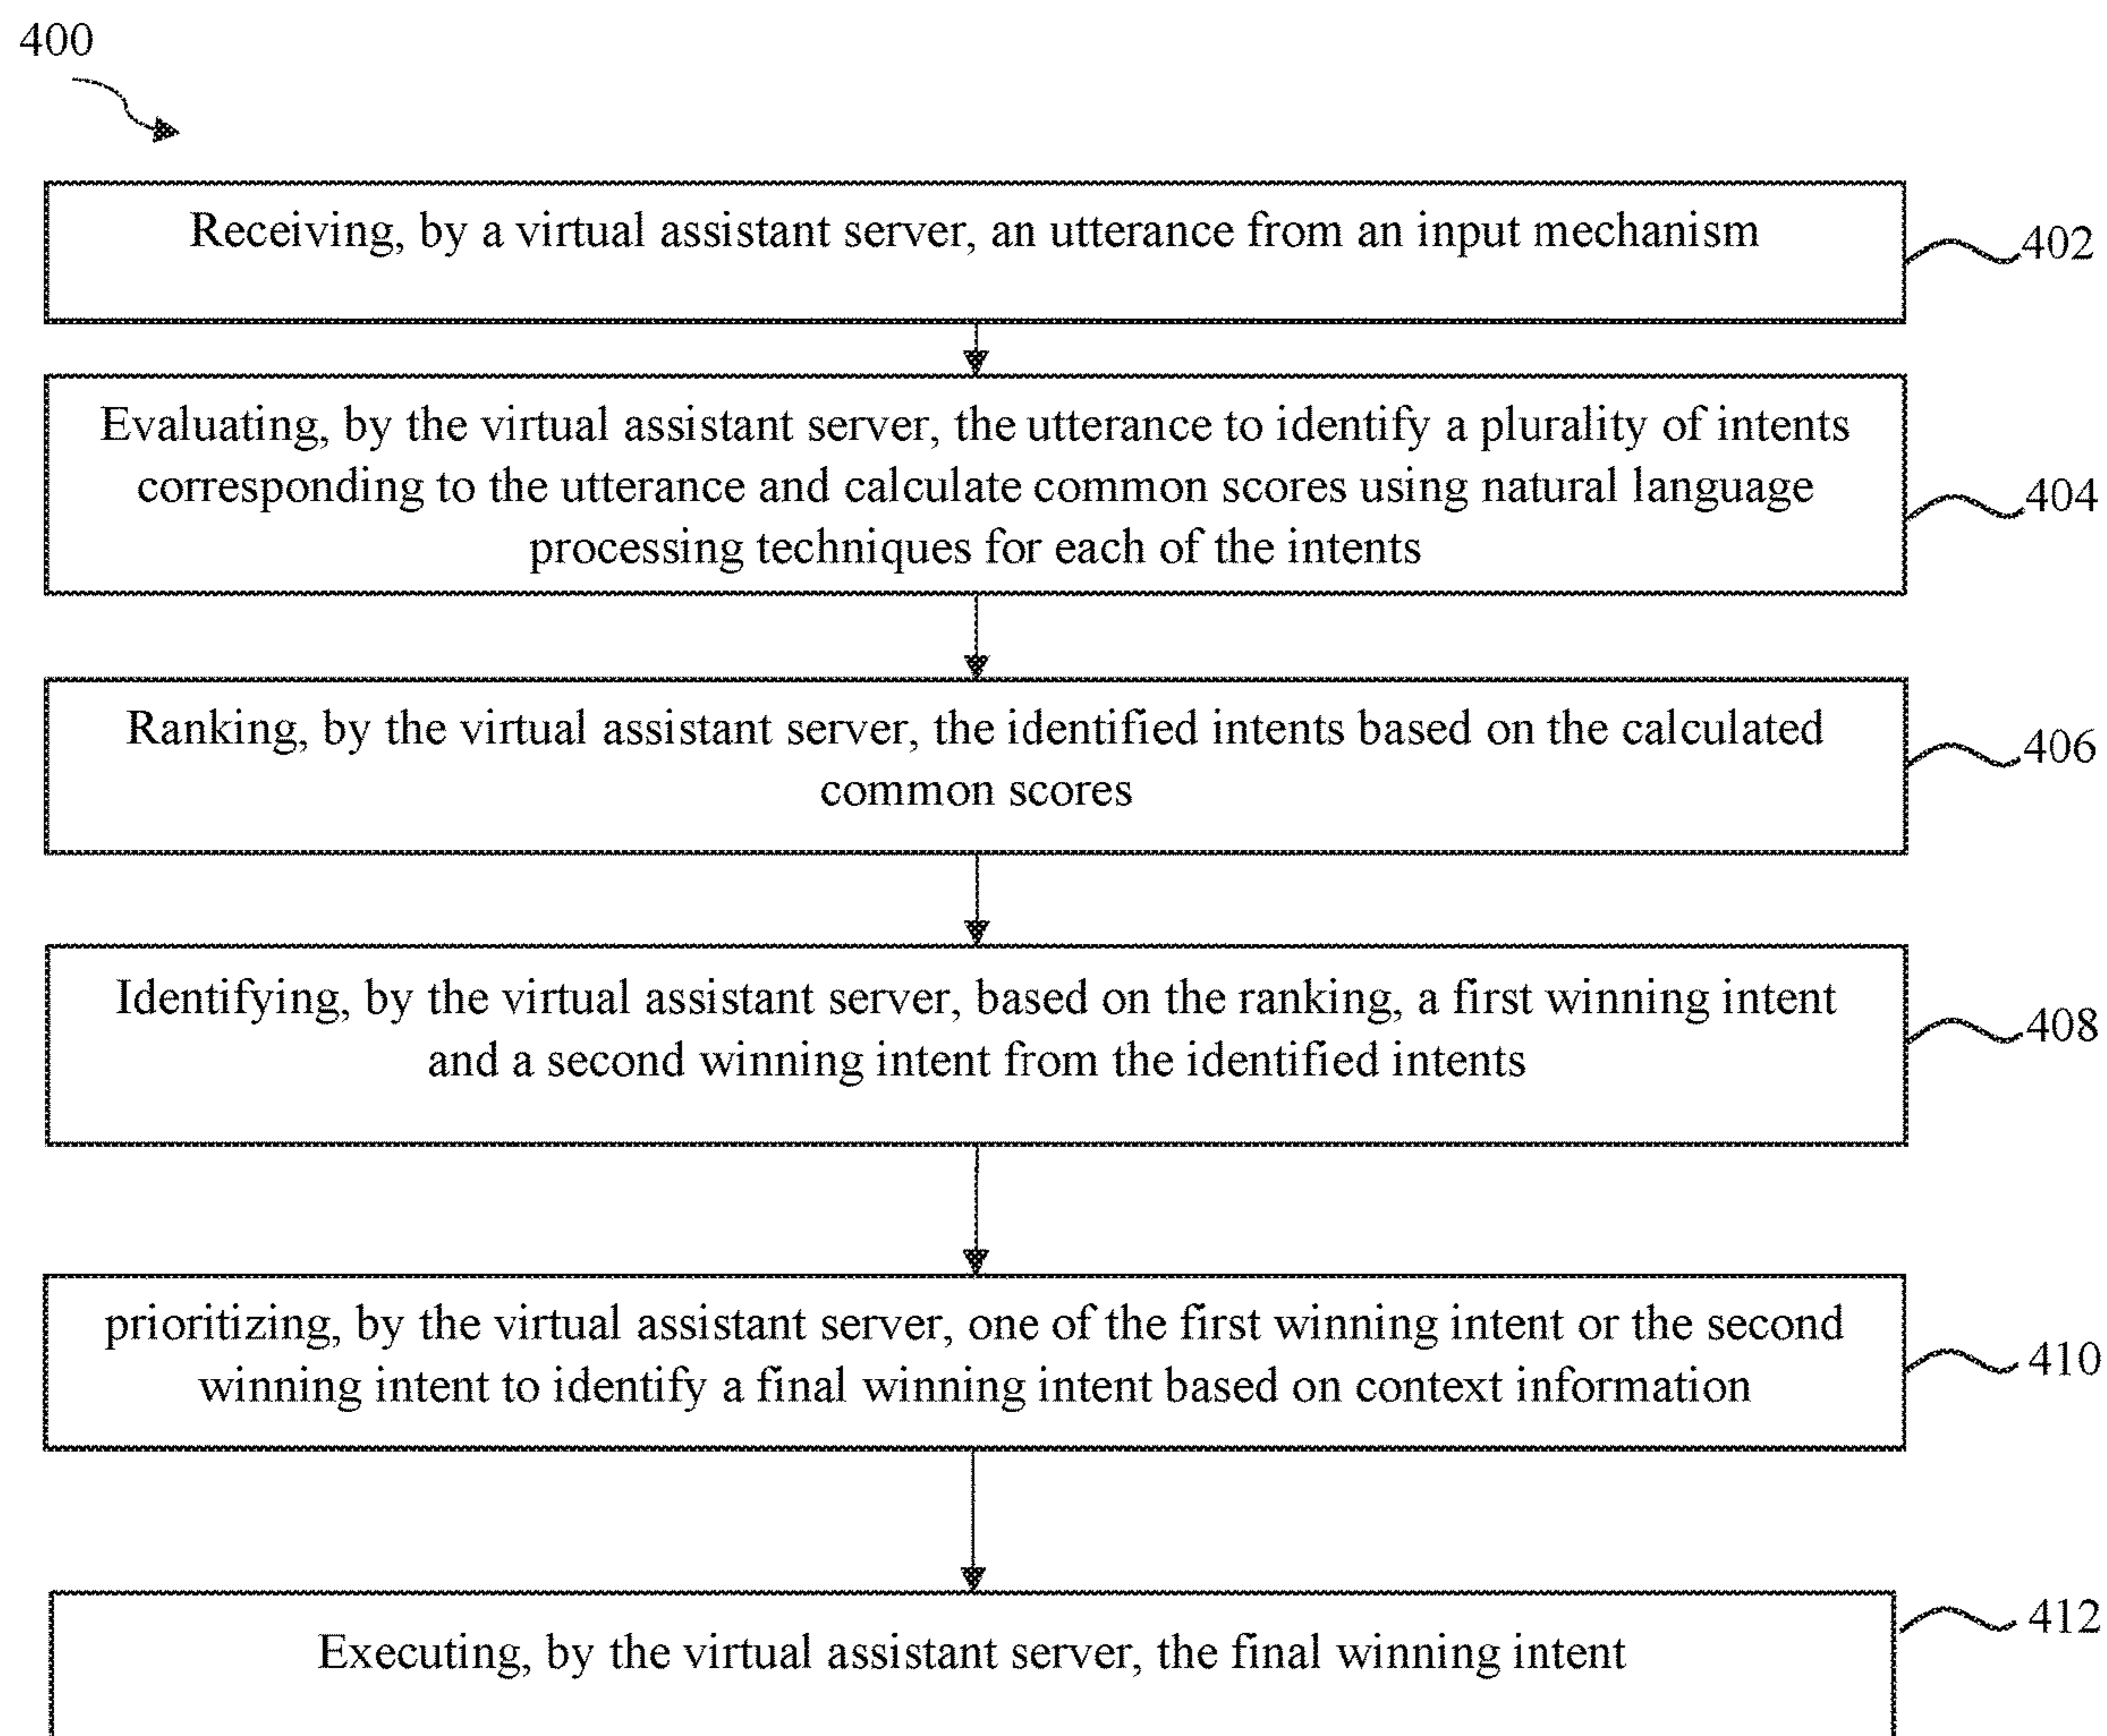 400
Receiving, by a virtual assistant server, an utterance from an input mechanism
402
Evaluating, by the virtual assistant server, the utterance to identify a plurality of intents
corresponding to the utterance and calculate common scores using natural language
processing techniques for each of the intents
404
Ranking, by the virtual assistant server, the identified intents based on the calculated
common scores
406
Identifying, by the virtual assistant server, based on the ranking, a first winning intent
and a second winning intent from the identified intents
408
prioritizing, by the virtual assistant server, one of the first winning intent or the second
winning intent to identify a final winning intent based on context information
410
Executing, by the virtual assistant server, the final winning intent
412